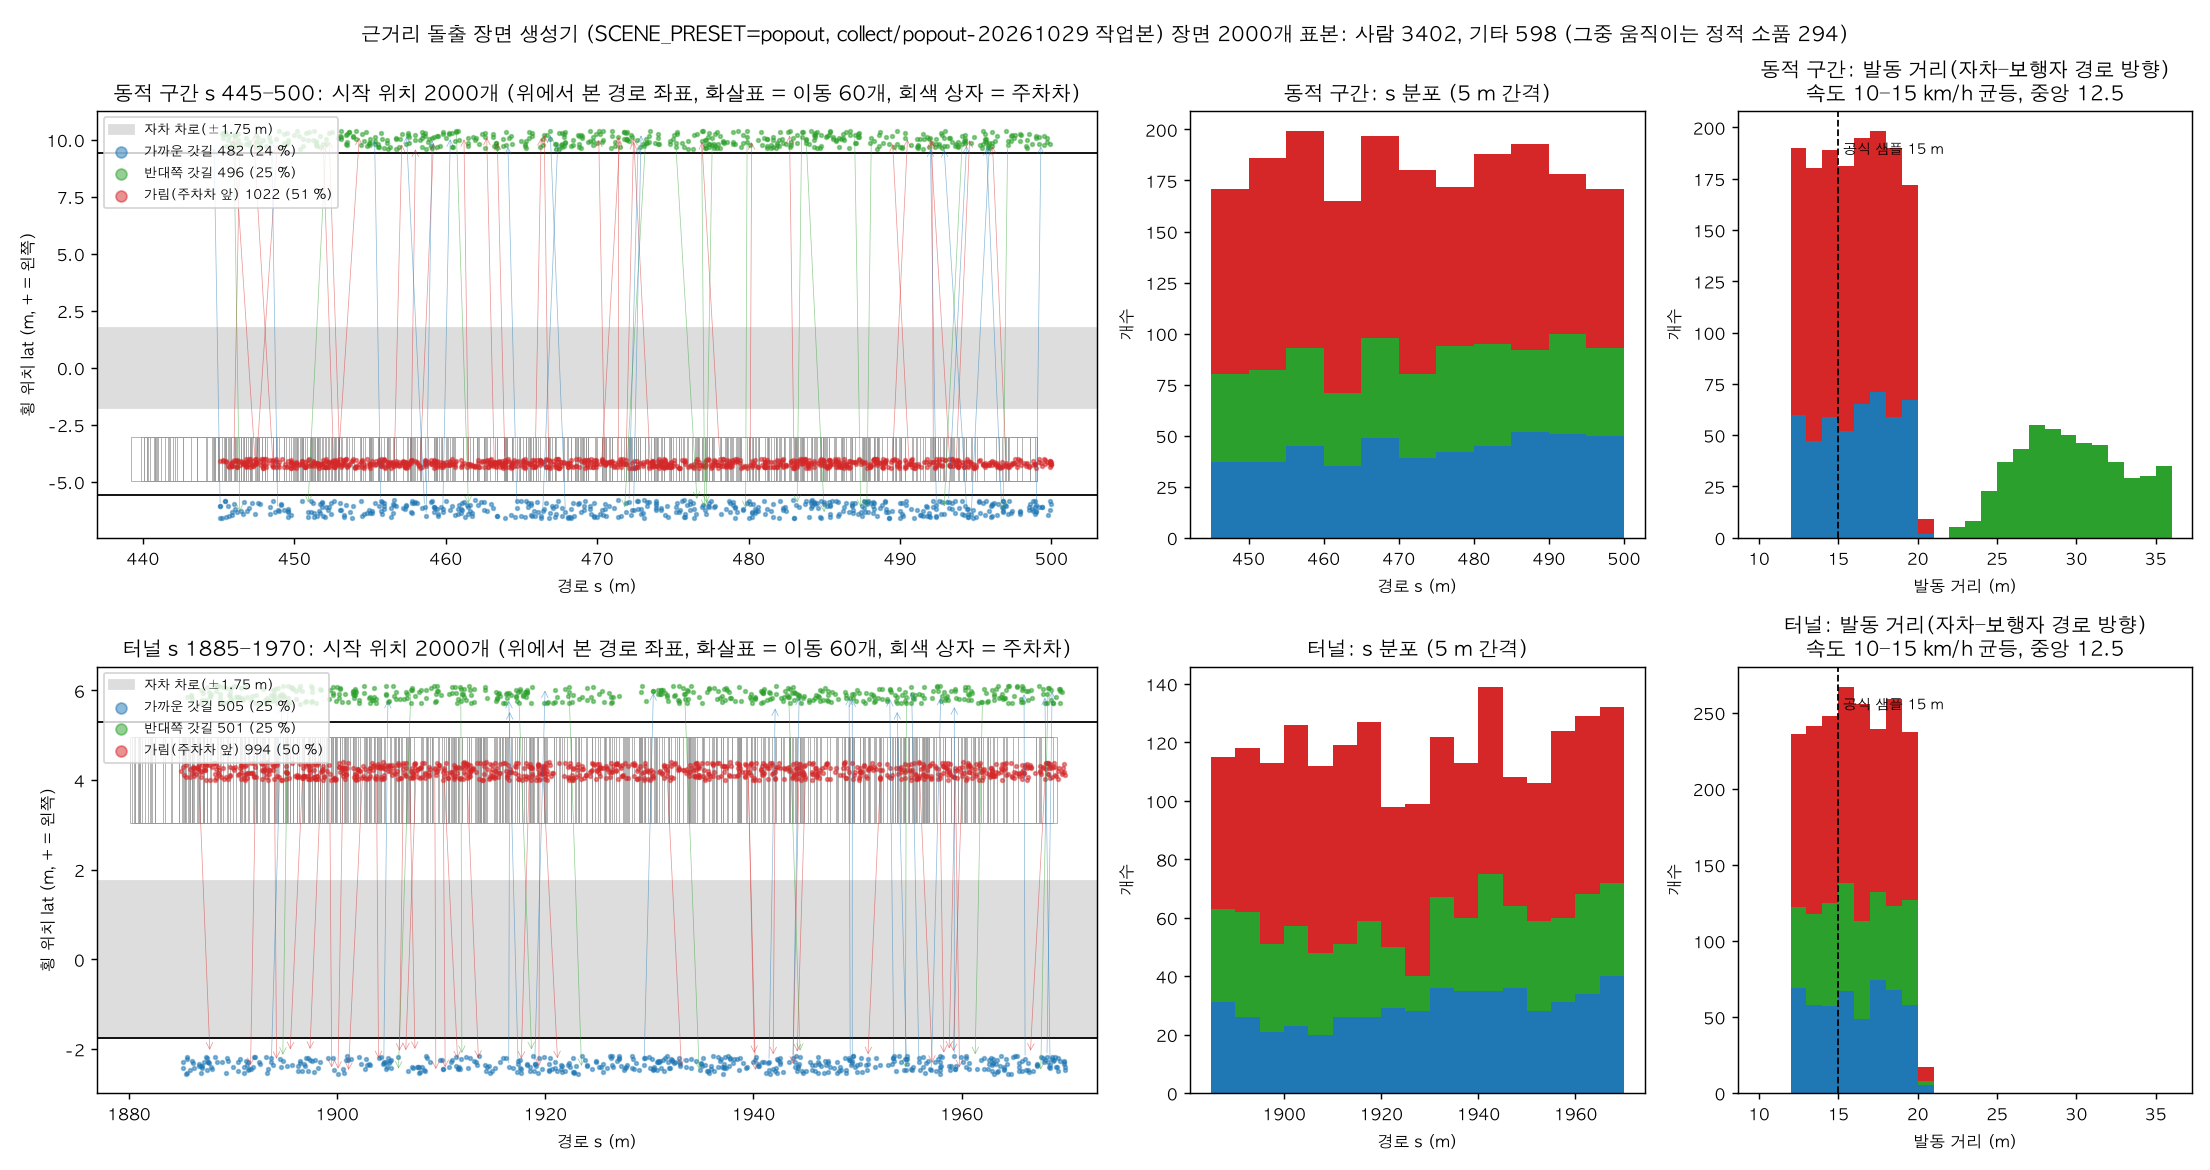 근거리 돌출 장면 생성기 (SCENE_PRESET=popout, collect/popout-20261029 작업본) 장면 2000개 표본: 사람 3402, 기타 598 (그중 움직이는 정적 소품 294)
동적 구간 s 445–500: 시작 위치 2000개 (위에서 본 경로 좌표, 화살표 = 이동 60개, 회색 상자 = 주차차)
횡 위치 lat (m, + = 왼쪽)
10.0
7.5
5.0
2.5
0.0
-2.5
-5.0
자차 차로(±1.75 m)
가까운 갓길 482 (24 %)
반대쪽 갓길 496 (25 %)
가림(주차차 앞) 1022 (51 %)
440 450 460 470 480 490 500
경로 s (m)
동적 구간: s 분포 (5 m 간격)
개수
200
175
150
125
100
75
50
25
0
450 460 470 480 490 500
경로 s (m)
동적 구간: 발동 거리(자차–보행자 경로 방향)
속도 10–15 km/h 균등, 중앙 12.5
개수
200
175
150
125
100
75
50
25
0
공식 샘플 15 m
10 15 20 25 30 35
발동 거리 (m)
터널 s 1885–1970: 시작 위치 2000개 (위에서 본 경로 좌표, 화살표 = 이동 60개, 회색 상자 = 주차차)
횡 위치 lat (m, + = 왼쪽)
6
4
2
0
-2
자차 차로(±1.75 m)
가까운 갓길 505 (25 %)
반대쪽 갓길 501 (25 %)
가림(주차차 앞) 994 (50 %)
1880 1900 1920 1940 1960
경로 s (m)
터널: s 분포 (5 m 간격)
개수
140
120
100
80
60
40
20
0
1900 1920 1940 1960
경로 s (m)
터널: 발동 거리(자차–보행자 경로 방향)
속도 10–15 km/h 균등, 중앙 12.5
개수
250
200
150
100
50
0
공식 샘플 15 m
10 15 20 25 30 35
발동 거리 (m)